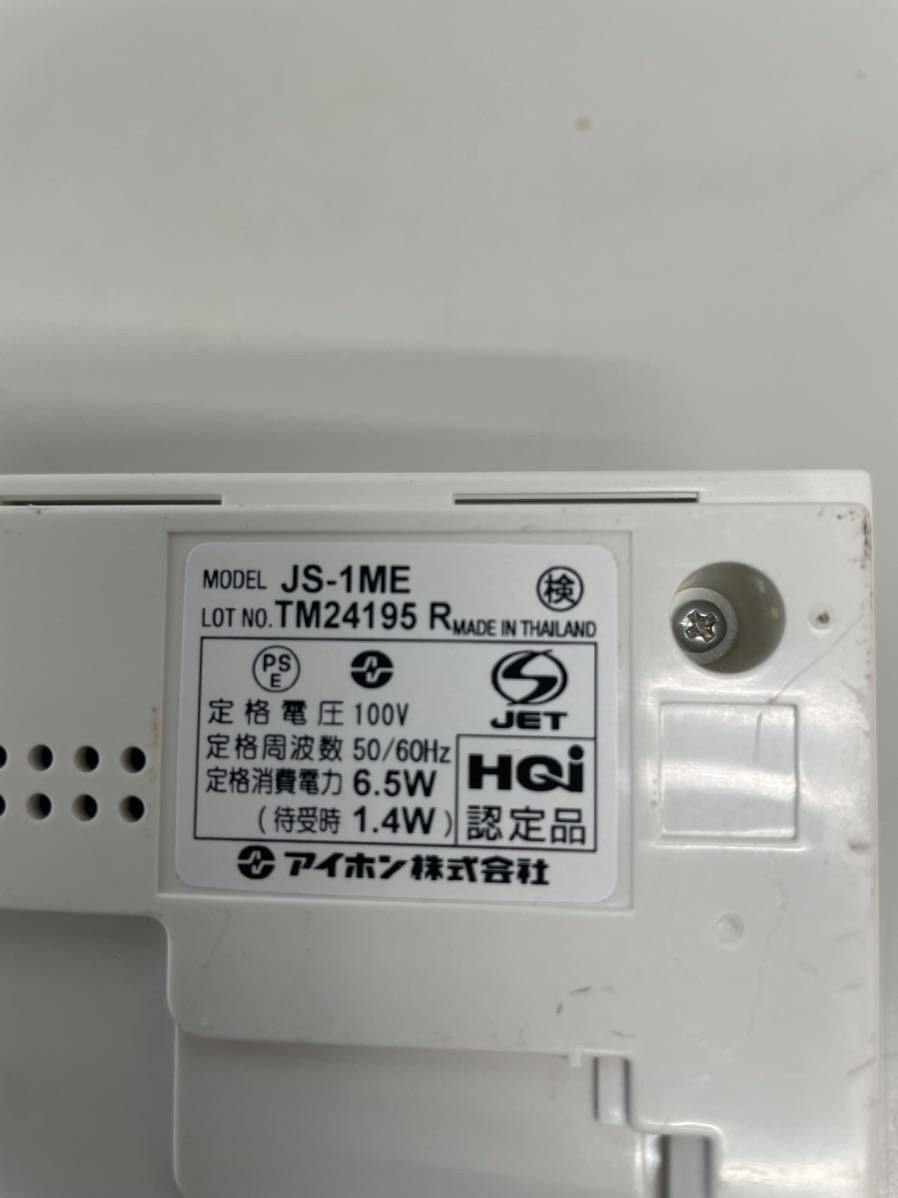 MODEL JS-1ME 検
LOT NO. TM24195 R MADE IN THAILAND
PSE
JET
定格電圧 100V
定格周波数 50/60Hz
定格消費電力 6.5W
(待受時 1.4W)
HQi
認定品
アイホン株式会社